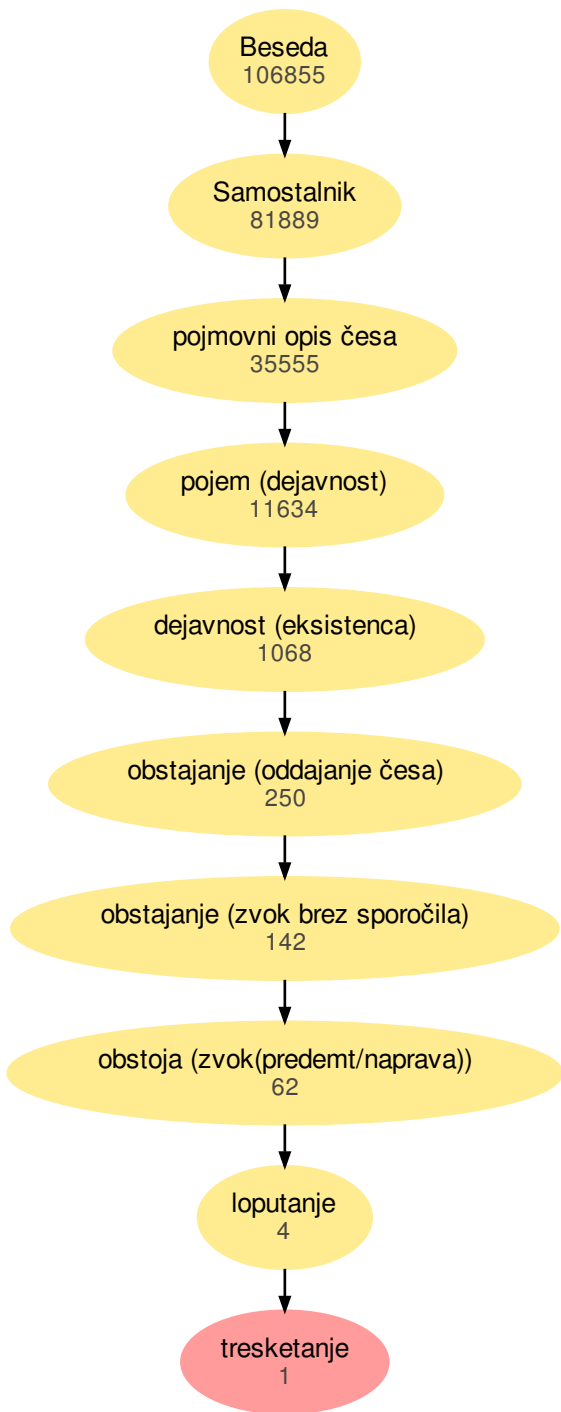 Beseda
106855
Samostalnik
81889
pojmovni opis česa
35555
pojem (dejavnost)
11634
dejavnost (eksistenca)
1068
obstajanje (oddajanje česa)
250
obstajanje (zvok brez sporočila)
142
obstoja (zvok(predemt/naprava))
62
loputanje
4
tresketanje
1